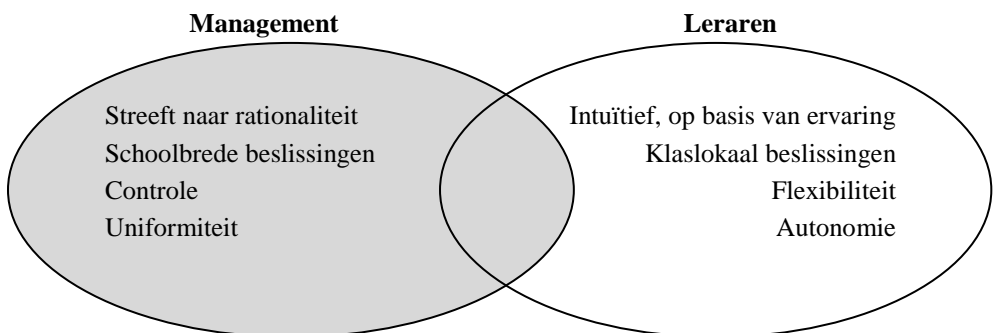 Management
Leraren
Streeft naar rationaliteit
Schoolbrede beslissingen
Controle
Uniformiteit
Intuïtief, op basis van ervaring
Klaslokaal beslissingen
Flexibiliteit
Autonomie